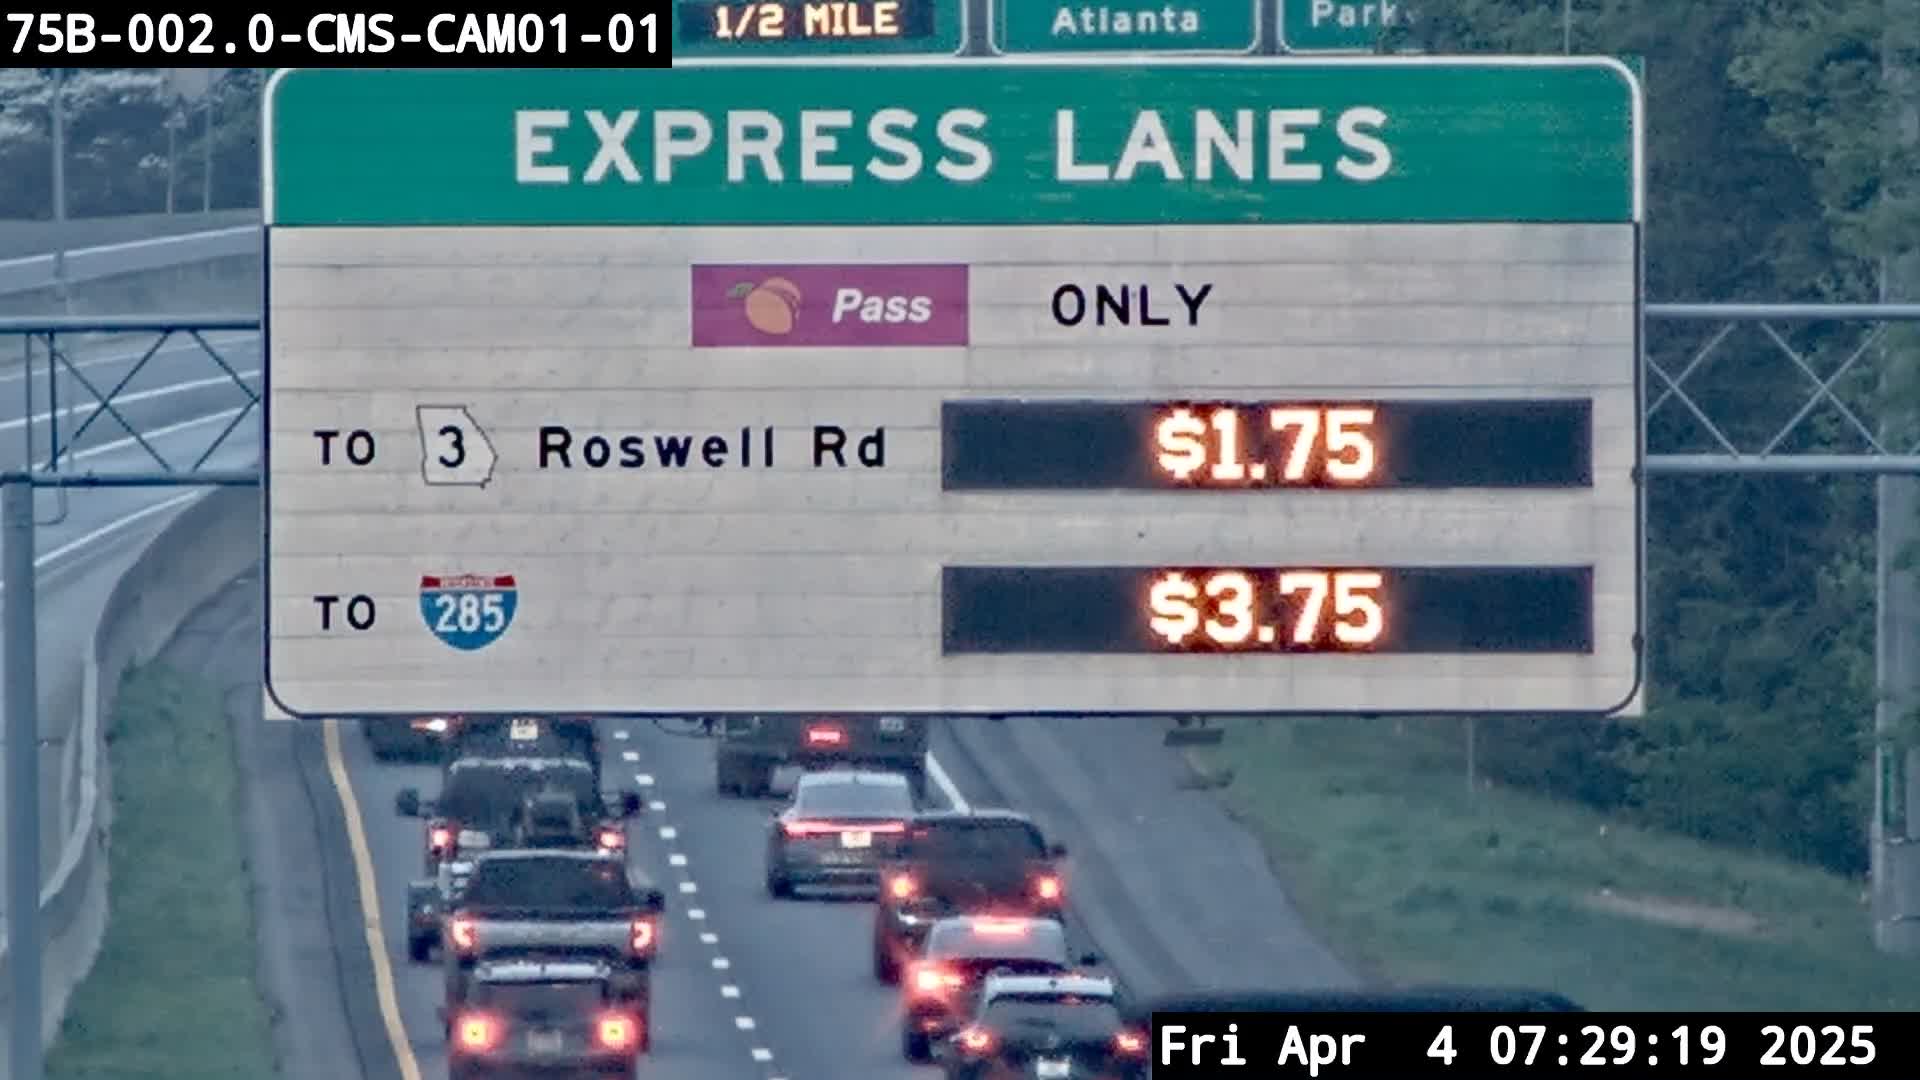 75B-002.0-CMS-CAM01-01
1/2 MILE
Atlanta
Park
EXPRESS LANES
Pass ONLY
TO 3 Roswell Rd $1.75
TO 285 $3.75
Fri Apr 4 07:29:19 2025